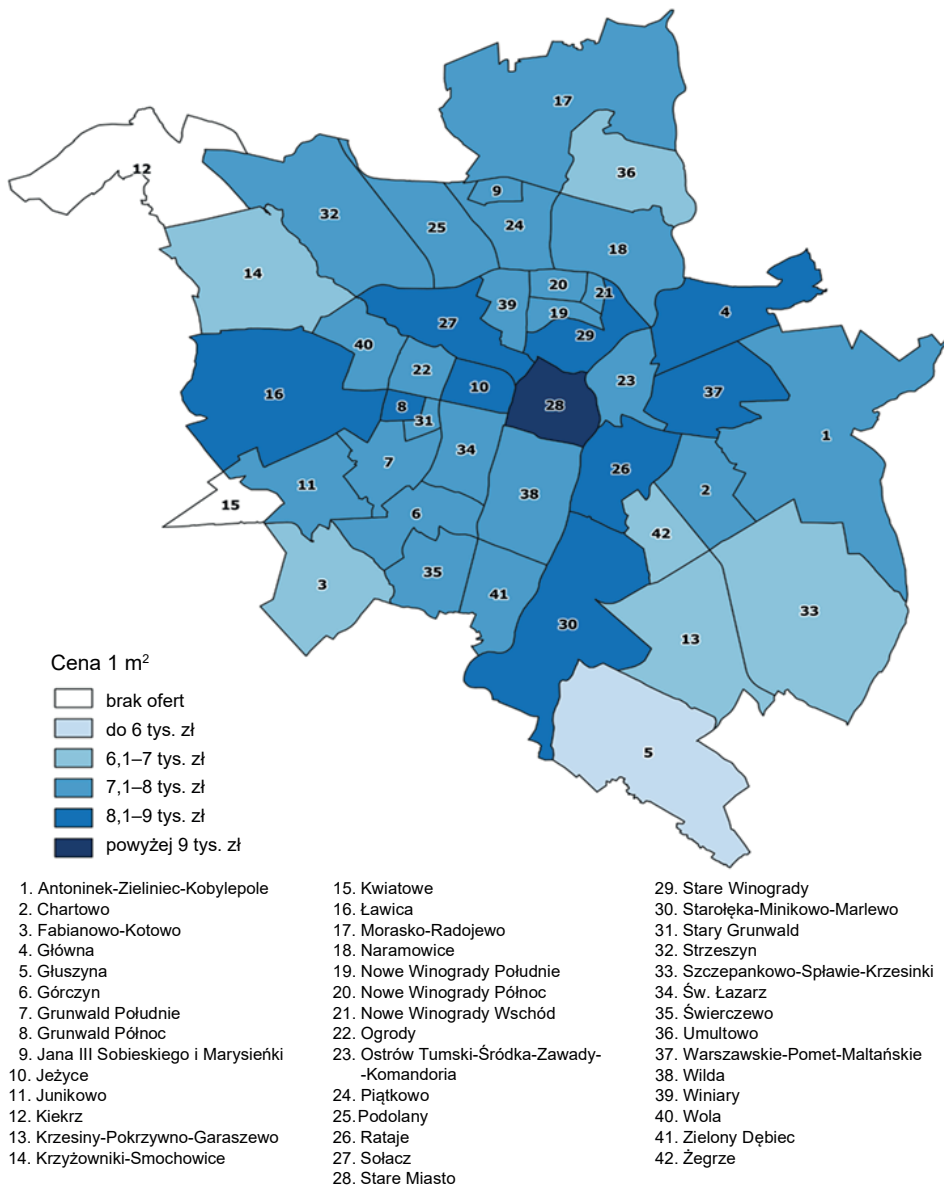 17
36
12
9
32
25
24
18
14
20
21
39
19
4
27
29
40
22
23
10
37
16
28
8
31
1
34
7
26
38
11
2
15
6
42
35
3
41
33
30
13
5
Cena 1 m²
brak ofert
do 6 tys. zł
6,1–7 tys. zł
7,1–8 tys. zł
8,1–9 tys. zł
powyżej 9 tys. zł
1. Antoninek-Zieliniec-Kobylepole
2. Chartowo
3. Fabianowo-Kotowo
4. Główna
5. Głuszyna
6. Górczyn
7. Grunwald Południe
8. Grunwald Północ
9. Jana III Sobieskiego i Marysieńki
10. Jeżyce
11. Junikowo
12. Kiekrz
13. Krzesiny-Pokrzywno-Garaszewo
14. Krzyżowniki-Smochowice
15. Kwiatowe
16. Ławica
17. Morasko-Radojewo
18. Naramowice
19. Nowe Winogrady Południe
20. Nowe Winogrady Północ
21. Nowe Winogrady Wschód
22. Ogrody
23. Ostrów Tumski-Śródka-Zawady-
-Komandoria
24. Piątkowo
25.Podolany
26. Rataje
27. Sołacz
28. Stare Miasto
29. Stare Winogrady
30. Starołęka-Minikowo-Marlewo
31. Stary Grunwald
32. Strzeszyn
33. Szczepankowo-Spławie-Krzesinki
34. Św. Łazarz
35. Świerczewo
36. Umultowo
37. Warszawskie-Pomet-Maltańskie
38. Wilda
39. Winiary
40. Wola
41. Zielony Dębiec
42. Żegrze